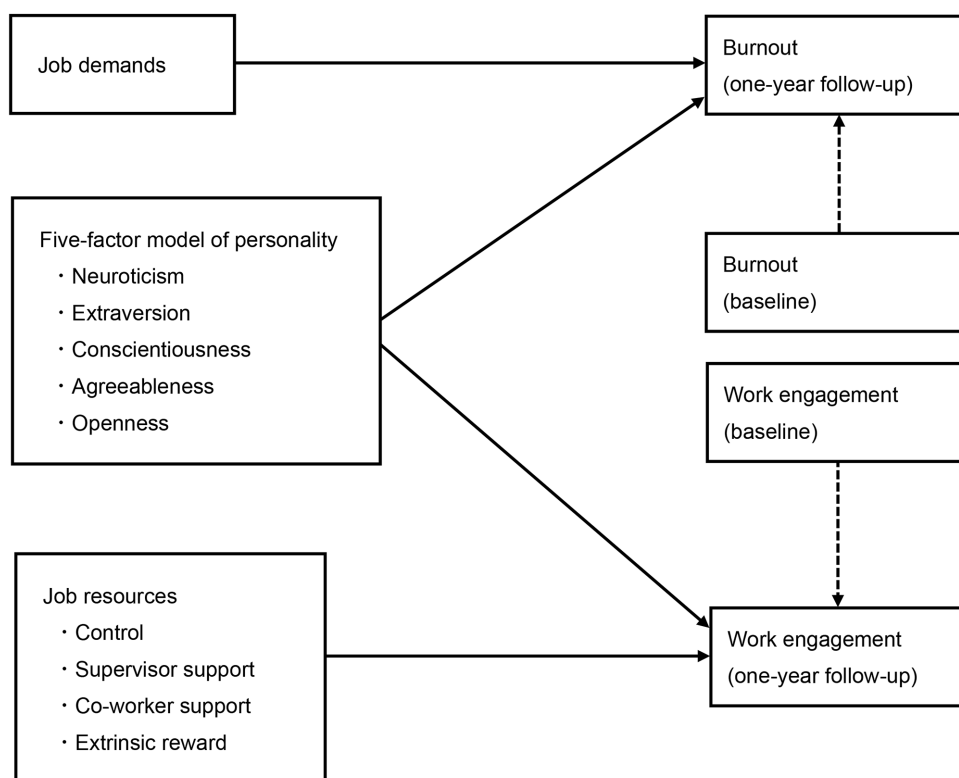 Job demands
Burnout
(one-year follow-up)
Five-factor model of personality
・Neuroticism
・Extraversion
・Conscientiousness
・Agreeableness
・Openness
Burnout
(baseline)
Work engagement
(baseline)
Job resources
・Control
・Supervisor support
・Co-worker support
・Extrinsic reward
Work engagement
(one-year follow-up)